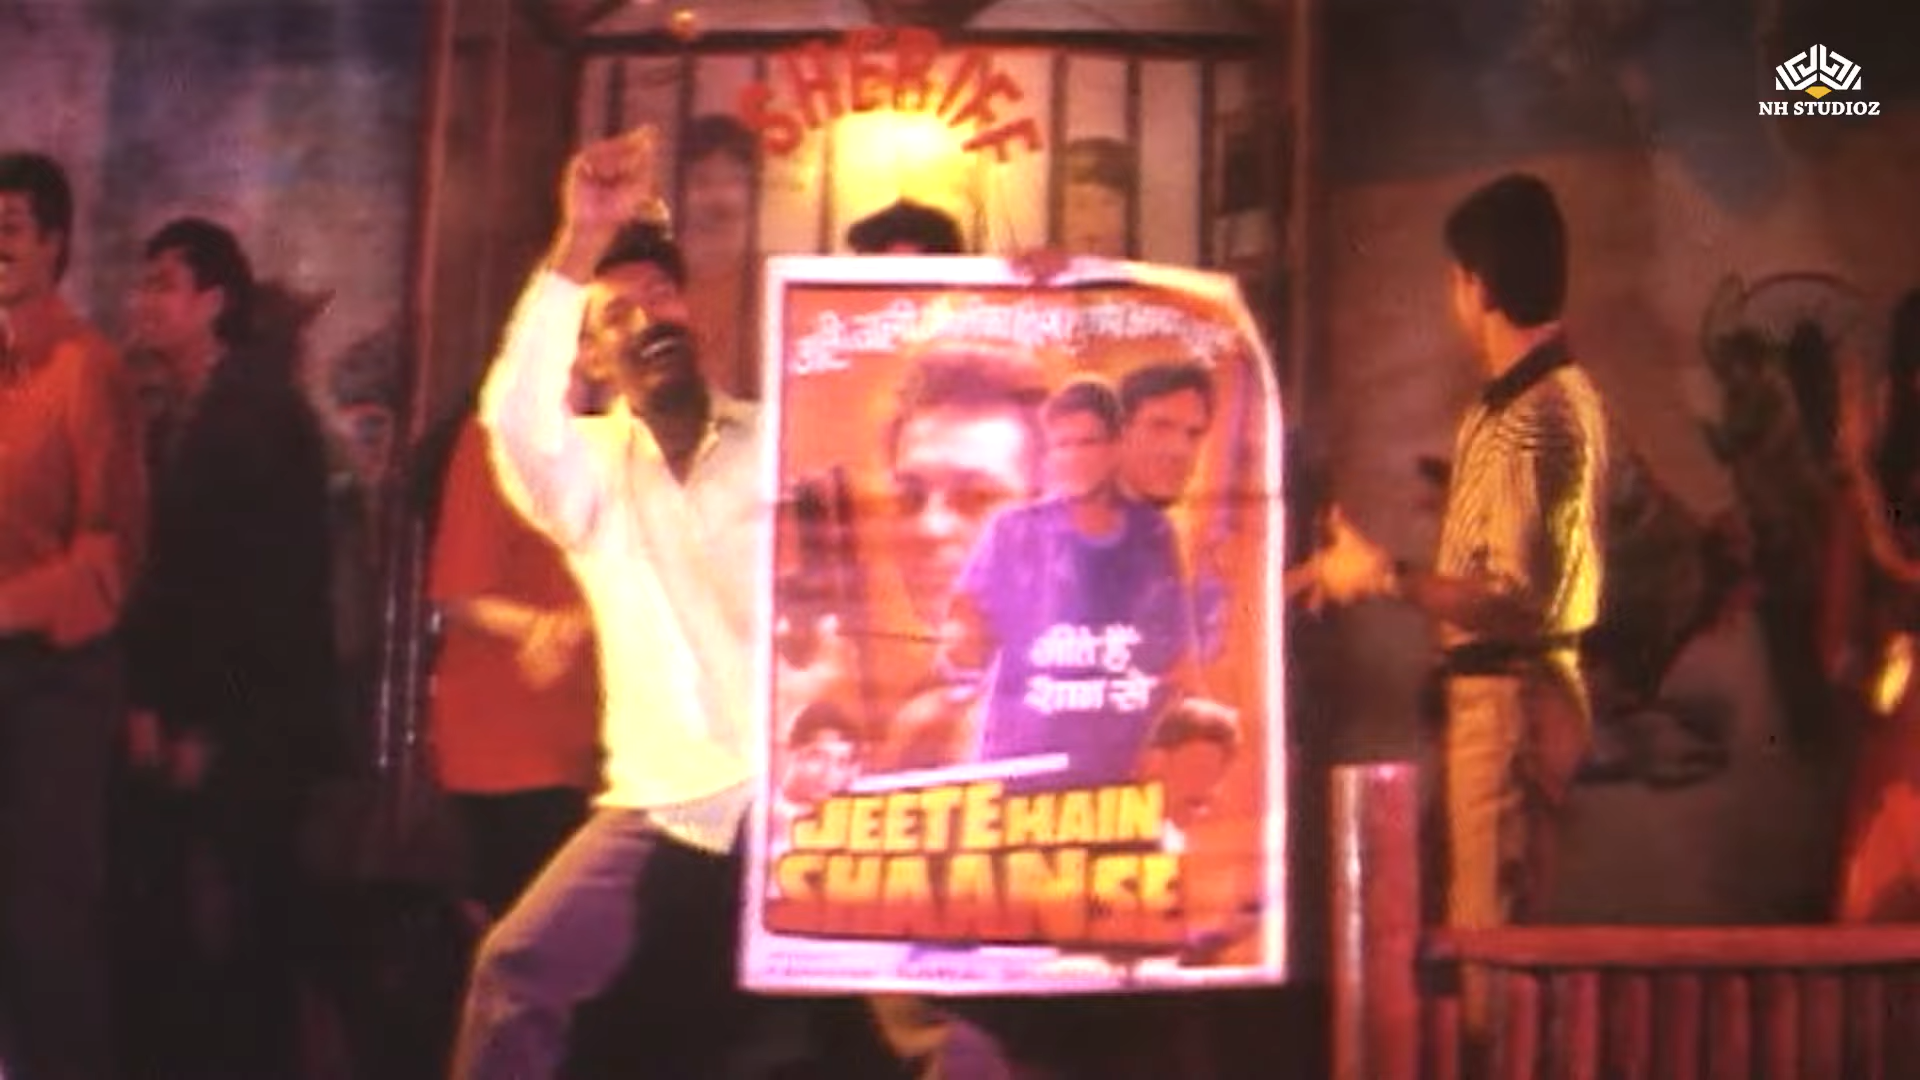 SHERIFF
NH STUDIOZ
जीते हैं
शान से
JEETE HAIN
SHAAN SE